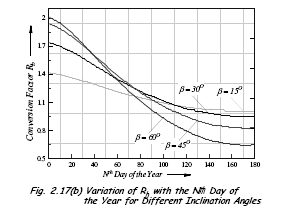 2
1.7
1.4
1.1
0.8
0.5
Conversion Factor Rb
β=30°
β=15°
β=60°
β=45°
0 20 40 60 80 100 120 140 160 180
Nth Day of the Year
Fig. 2.17(b) Variation of Rb with the Nth Day of
the Year for Different Inclination Angles